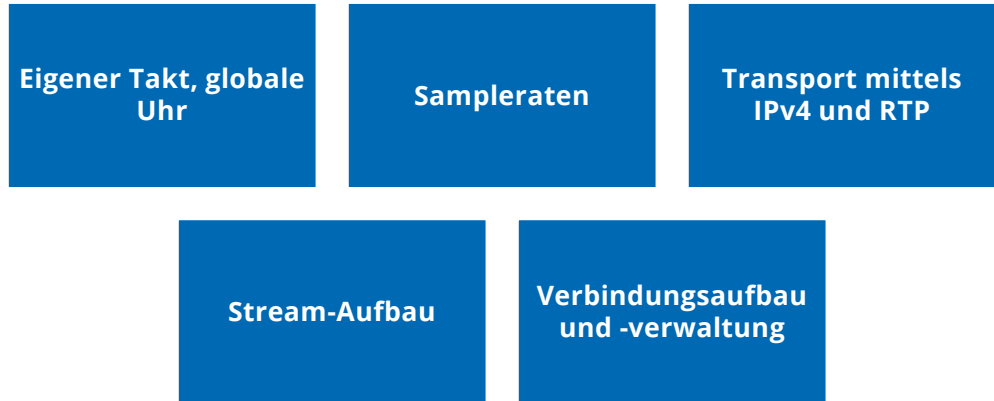 Eigener Takt, globale
Uhr
Sampleraten
Transport mittels
IPv4 und RTP
Stream-Aufbau
Verbindungsaufbau
und -verwaltung